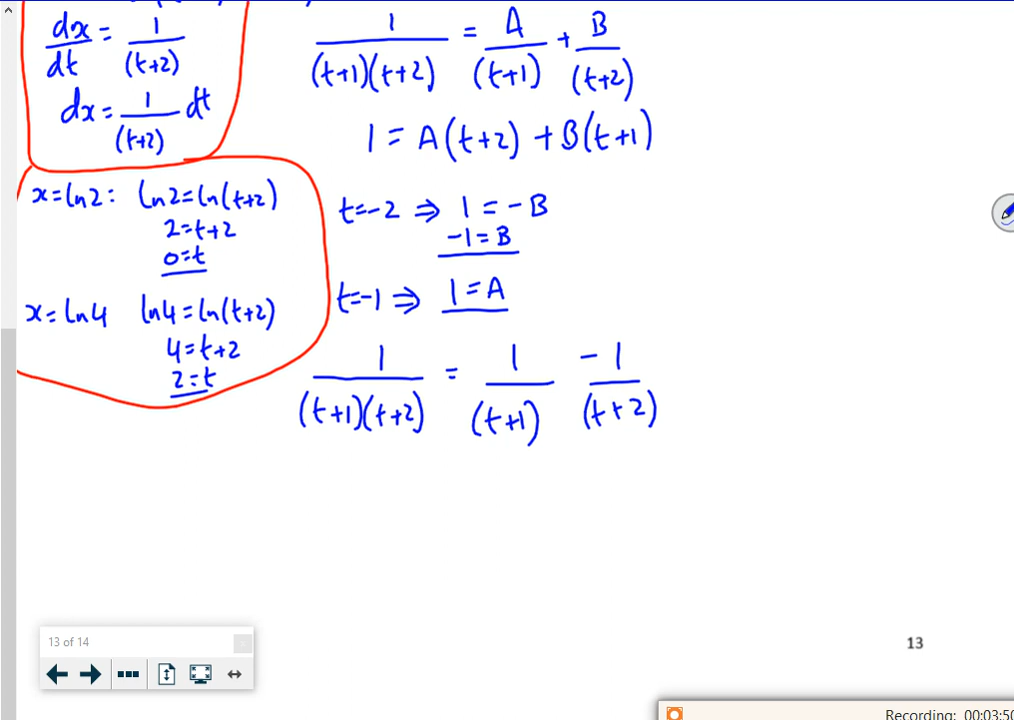 dx/dt = 1/(t+2)
dx = 1/(t+2) dt
x=ln2: ln2=ln(t+2)
2=t+2
0=t
x=ln4 ln4=ln(t+2)
4=t+2
2=t
1/((t+1)(t+2)) = A/(t+1) + B/(t+2)
1 = A(t+2) + B(t+1)
t=-2 ⇒ 1 = -B
-1=B
t=-1 ⇒ 1=A
1/((t+1)(t+2)) = 1/(t+1) -1/(t+2)
13 of 14
13
Recording: 00:03:50